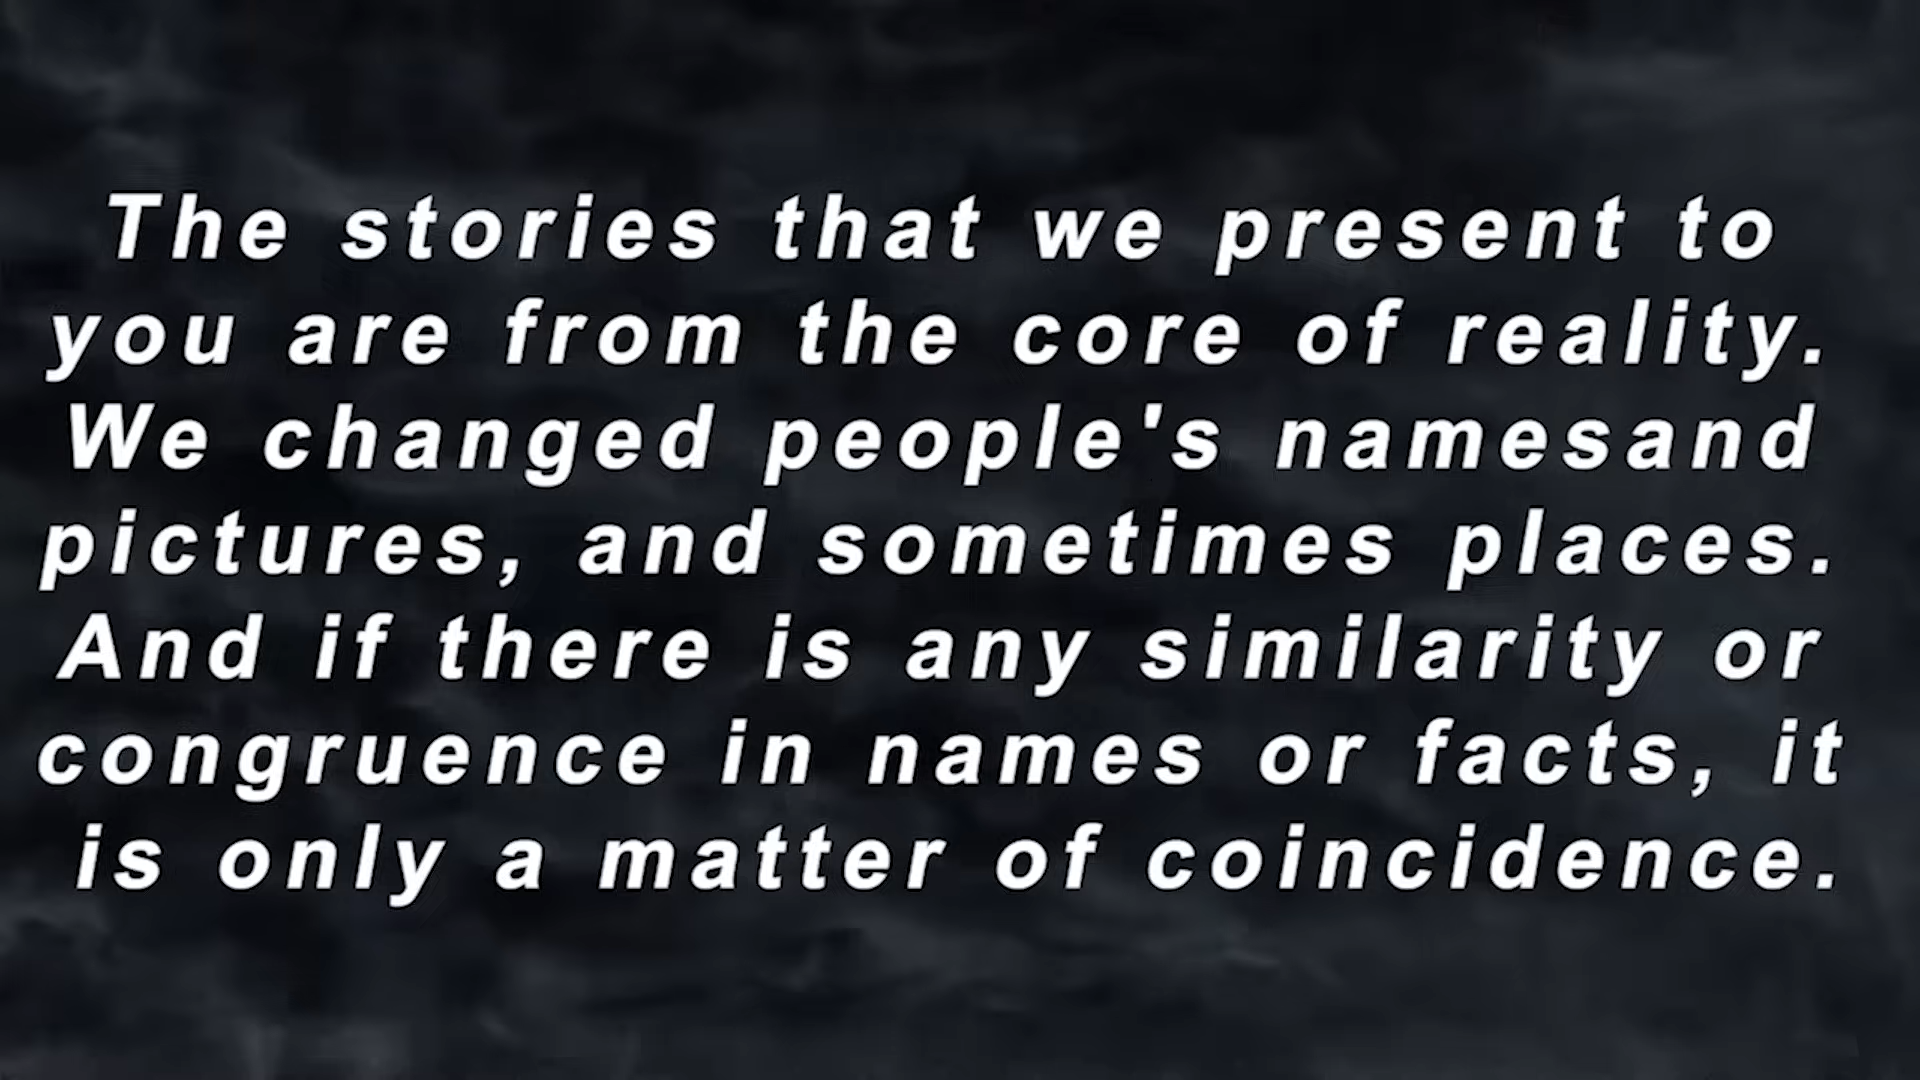 The stories that we present to
you are from the core of reality.
We changed people's namesand
pictures, and sometimes places.
And if there is any similarity or
congruence in names or facts, it
is only a matter of coincidence.